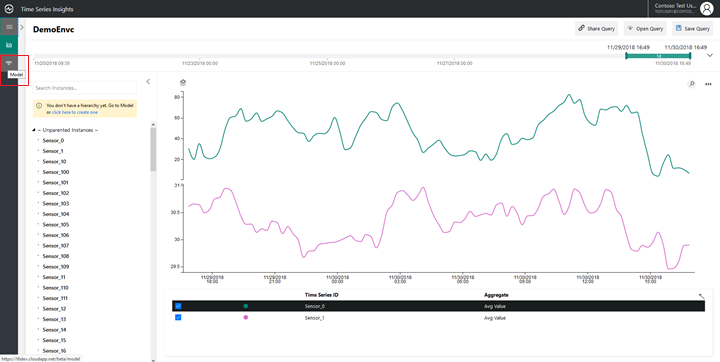 Time Series Insights
Contoso Test Us...
TESTUSER@CONTOS...
DemoEnvc
Share Query
Open Query
Save Query
11/29/2018 16:49
11/30/2018 16:49
11/20/2018 09:35
11/23/2018 00:00
11/25/2018 00:00
11/27/2018 00:00
11/30/2018 16:49
Model
Search Instances...
You don't have a hierarchy yet. Go to Model
or click here to create one
- Unparented Instances -
Sensor_0
Sensor_1
Sensor_10
Sensor_100
Sensor_101
Sensor_102
Sensor_103
Sensor_104
Sensor_105
Sensor_106
Sensor_107
Sensor_108
Sensor_109
Sensor_11
Sensor_110
Sensor_111
Sensor_12
Sensor_13
Sensor_14
Sensor_15
Sensor_16
80
60
40
20
31
30.5
30
29.5
11/29/2018
18:00
11/29/2018
21:00
11/30/2018
00:00
11/30/2018
03:00
11/30/2018
06:00
11/30/2018
09:00
11/30/2018
12:00
11/30/2018
15:00
Time Series ID
Aggregate
Sensor_0
Avg Value
Sensor_1
Avg Value